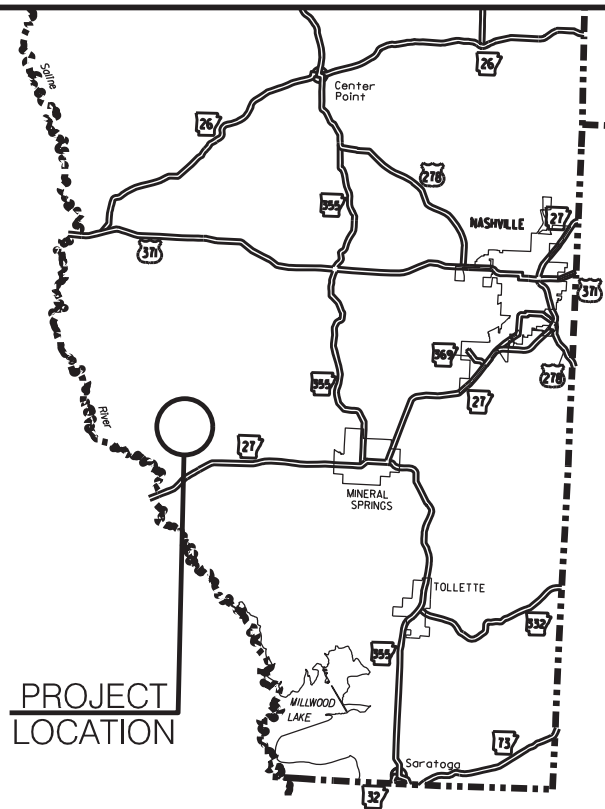 Saline
26
26
Center
Point
278
355
NASHVILLE
27
371
371
369
355
278
27
River
27
MINERAL
SPRINGS
TOLLETTE
332
355
PROJECT
LOCATION
MILLWOOD
LAKE
73
Saratoga
32